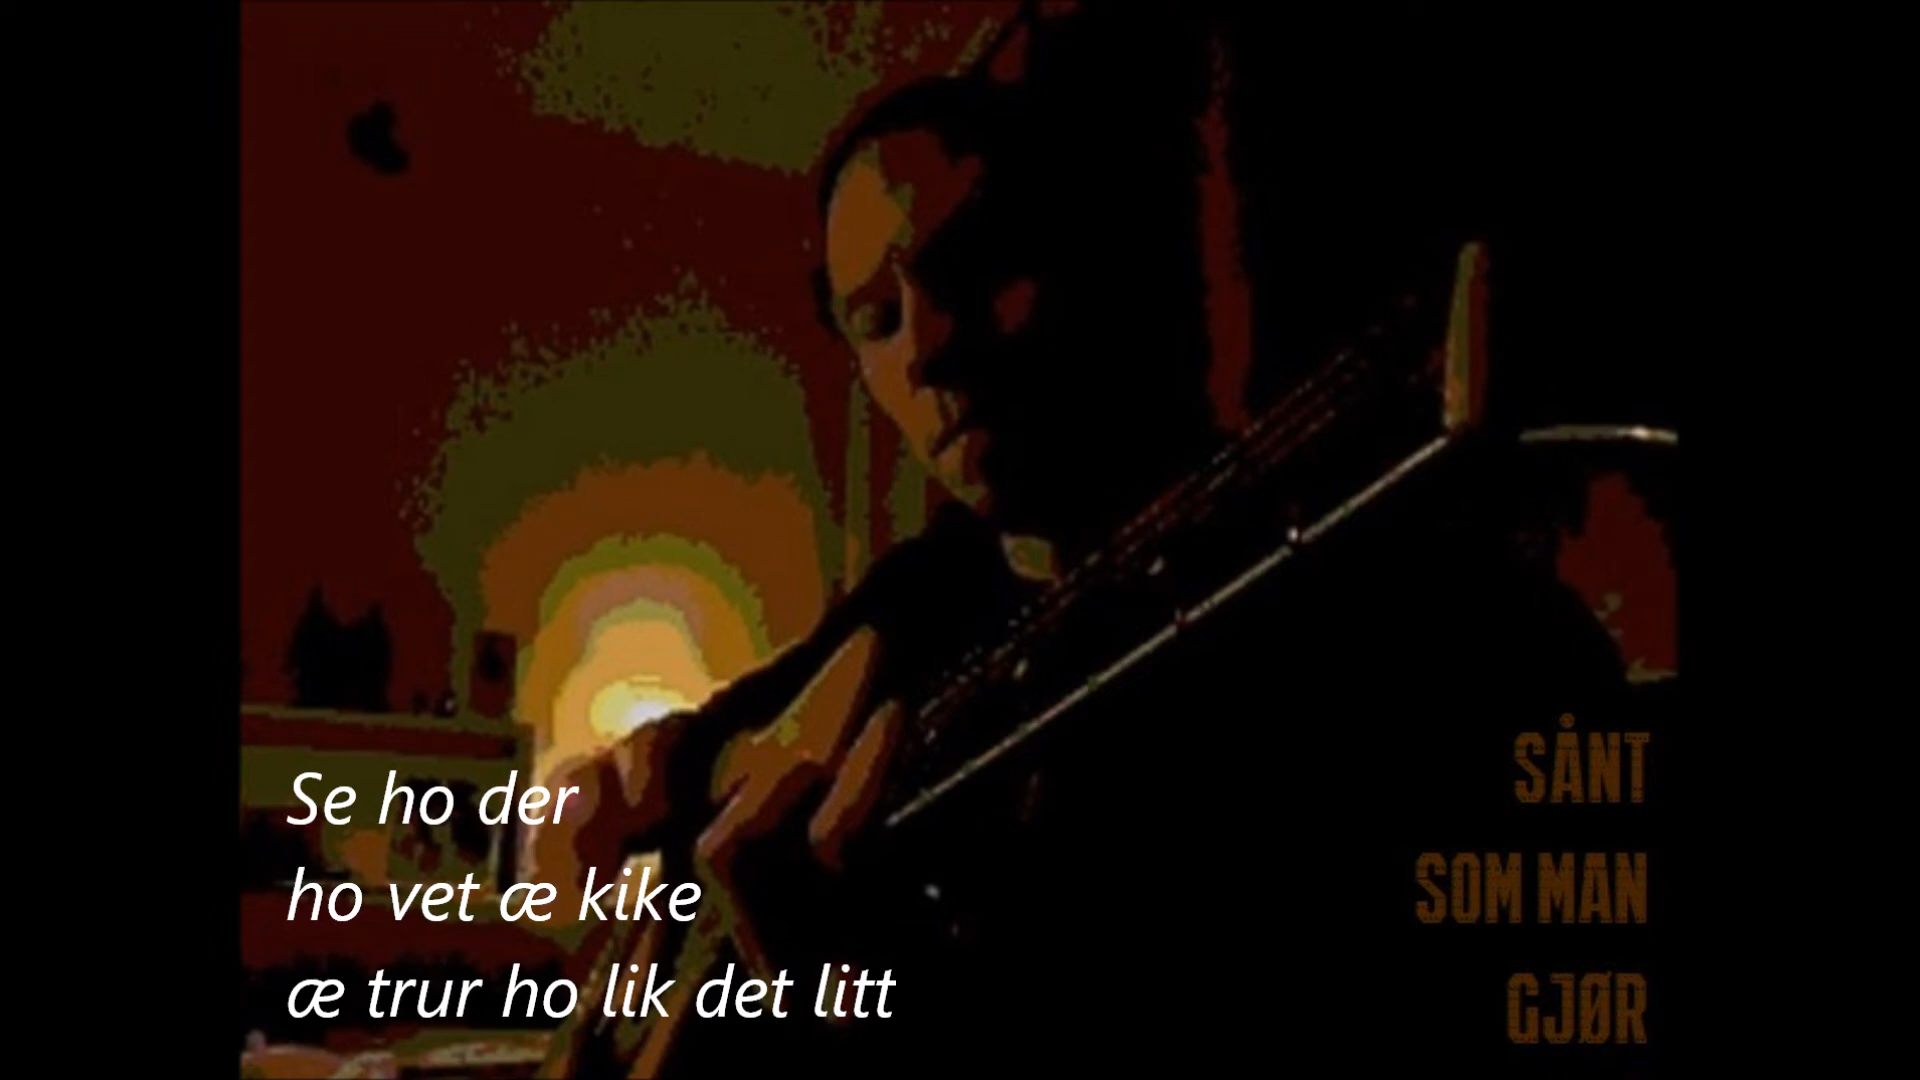 Se ho der
ho vet æ kike
æ trur ho lik det litt
SÅNT
SOM MAN
GJØR